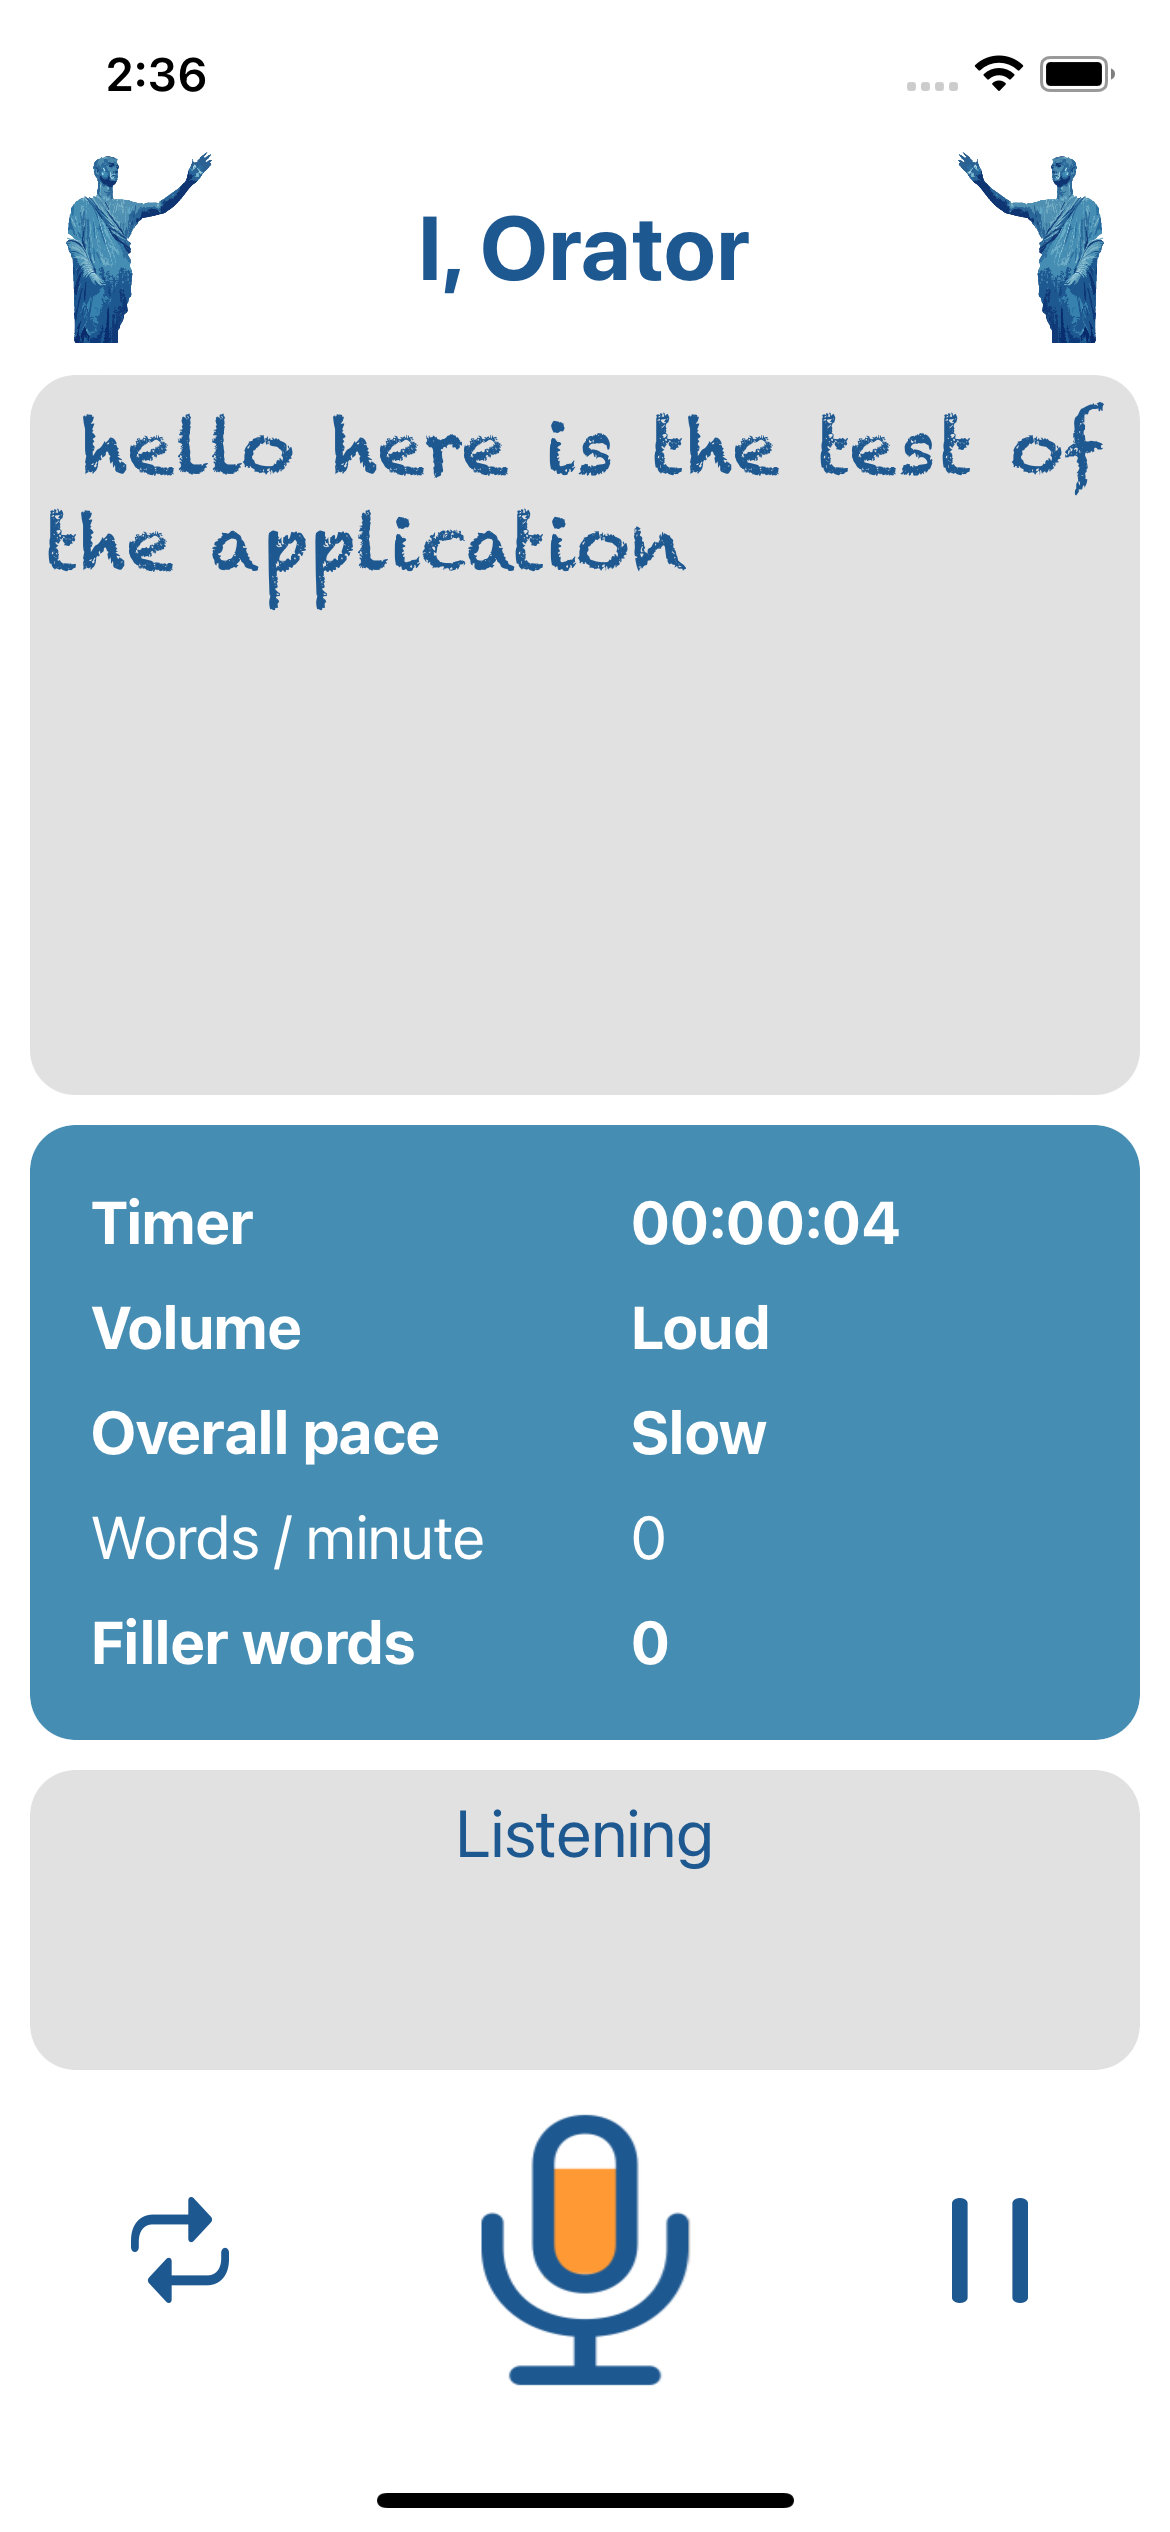 2:36
I, Orator
hello here is the test of
the application
Timer 00:00:04
Volume Loud
Overall pace Slow
Words / minute 0
Filler words 0
Listening